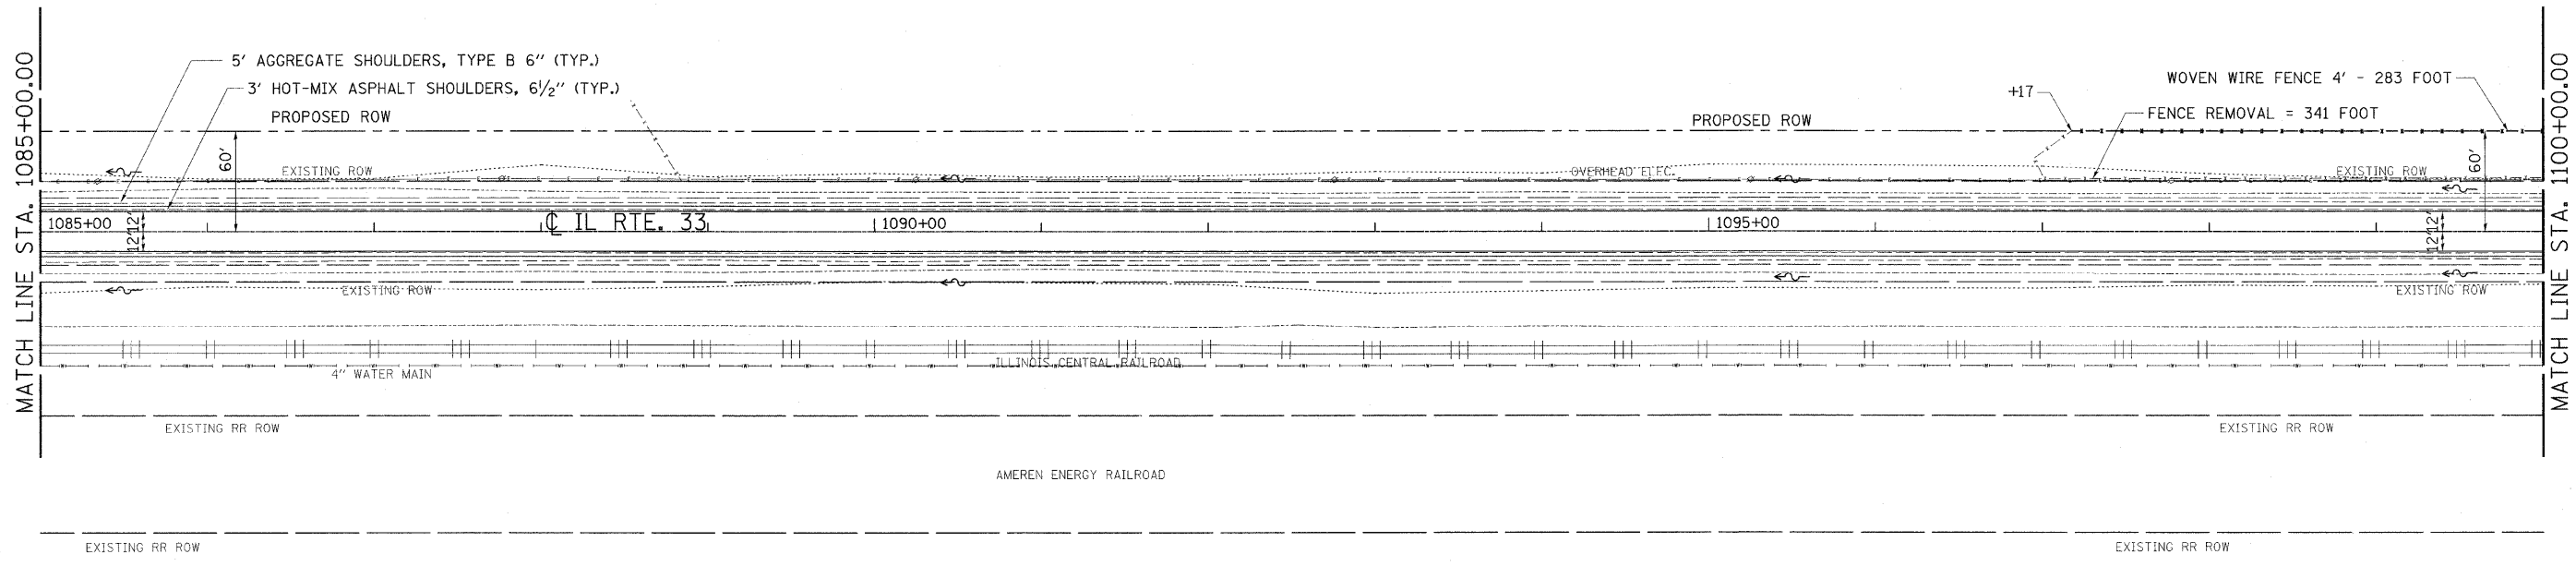 MATCH LINE STA. 1085+00.00
5' AGGREGATE SHOULDERS, TYPE B 6" (TYP.)
3' HOT-MIX ASPHALT SHOULDERS, 6½" (TYP.)
PROPOSED ROW
PROPOSED ROW
+17
WOVEN WIRE FENCE 4' - 283 FOOT
FENCE REMOVAL = 341 FOOT
60'
60'
EXISTING ROW
OVERHEAD ELEC.
EXISTING ROW
1085+00
12'
12'
℄ IL RTE. 33
1090+00
1095+00
12'
12'
EXISTING ROW
EXISTING ROW
ILLINOIS CENTRAL RAILROAD
4" WATER MAIN
EXISTING RR ROW
EXISTING RR ROW
AMEREN ENERGY RAILROAD
EXISTING RR ROW
EXISTING RR ROW
MATCH LINE STA. 1100+00.00